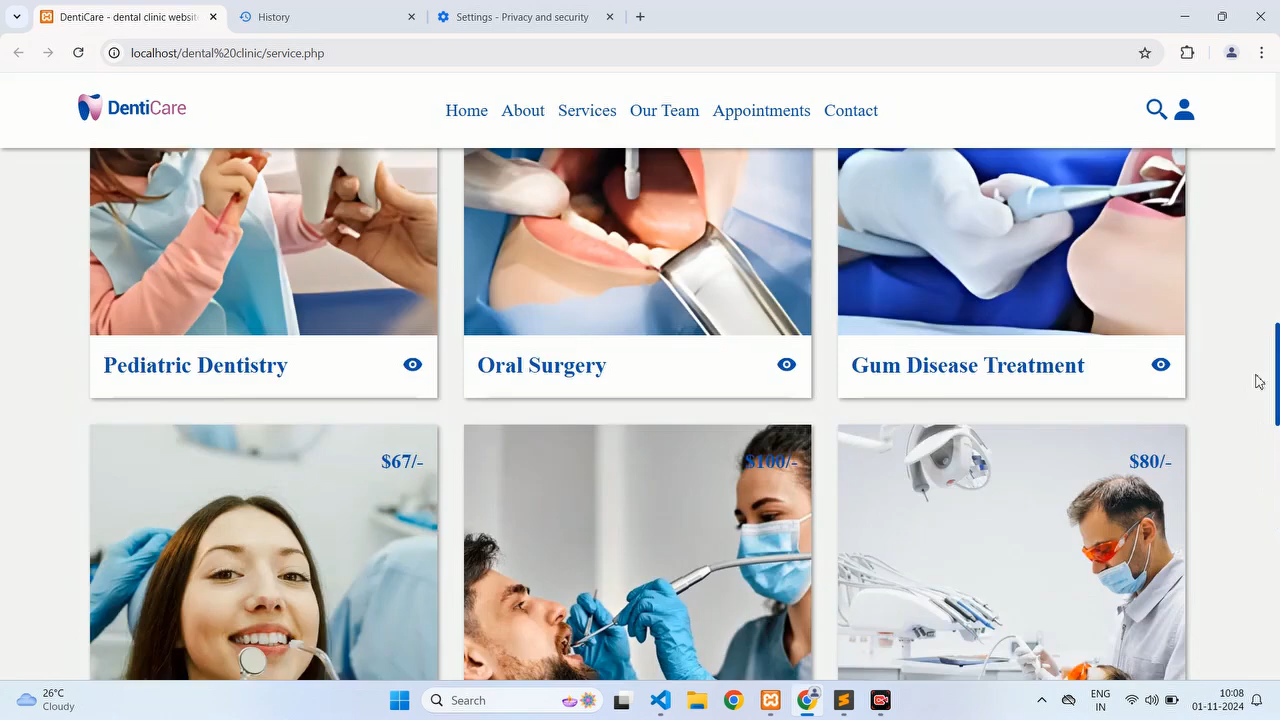 DentiCare - dental clinic websit
History
Settings - Privacy and security
localhost/dental%20clinic/service.php
DentiCare
Home
About
Services
Our Team
Appointments
Contact
Pediatric Dentistry
Oral Surgery
Gum Disease Treatment
$67/-
$100/-
$80/-
26°C
Cloudy
Search
ENG
IN
10:08
01-11-2024